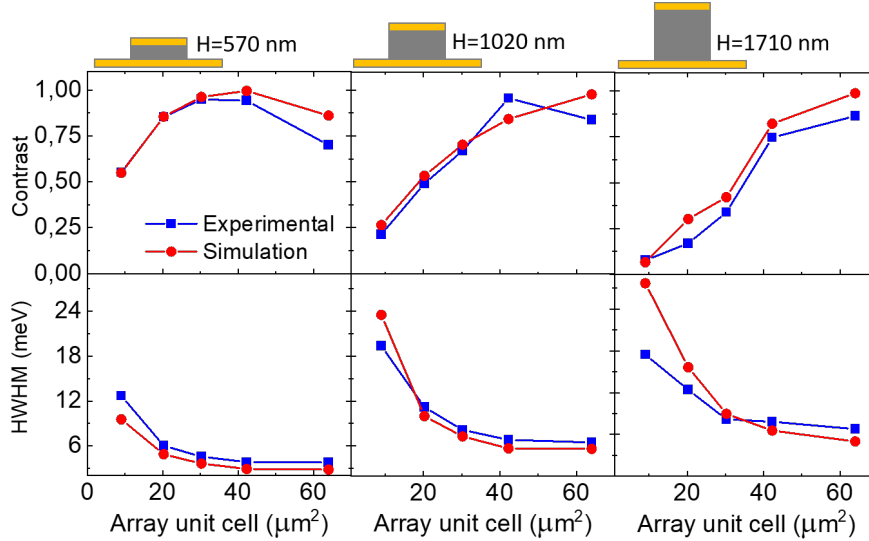 H=570 nm
H=1020 nm
H=1710 nm
Contrast
1,00
0,75
0,50
0,25
0,00
Experimental
Simulation
HWHM (meV)
24
18
12
6
0 20 40 60
20 40 60
20 40 60
Array unit cell (μm²)
Array unit cell (μm²)
Array unit cell (μm²)